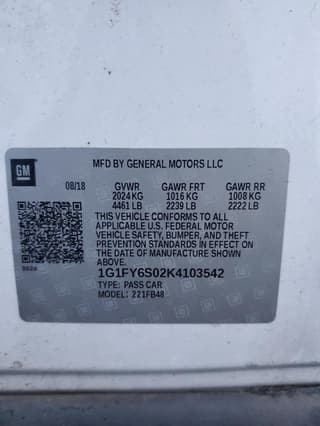 GM
MFD BY GENERAL MOTORS LLC
08/18 GVWR GAWR FRT GAWR RR
2024 KG 1016 KG 1008 KG
4461 LB 2239 LB 2222 LB
THIS VEHICLE CONFORMS TO ALL
APPLICABLE U.S. FEDERAL MOTOR
VEHICLE SAFETY, BUMPER, AND THEFT
PREVENTION STANDARDS IN EFFECT ON
THE DATE OF MANUFACTURE SHOWN
ABOVE.
1G1FY6S02K4103542
TYPE: PASS CAR
MODEL: 221FB48